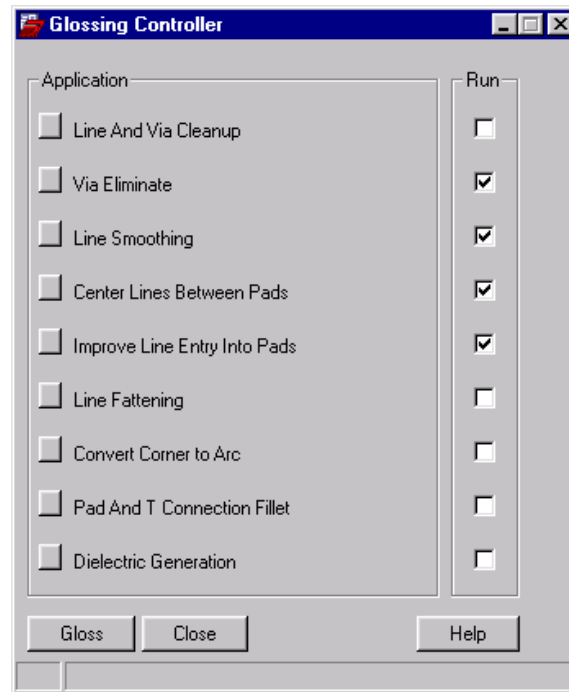 Glossing Controller
Application Run
Line And Via Cleanup
Via Eliminate
Line Smoothing
Center Lines Between Pads
Improve Line Entry Into Pads
Line Fattening
Convert Corner to Arc
Pad And T Connection Fillet
Dielectric Generation
Gloss Close Help